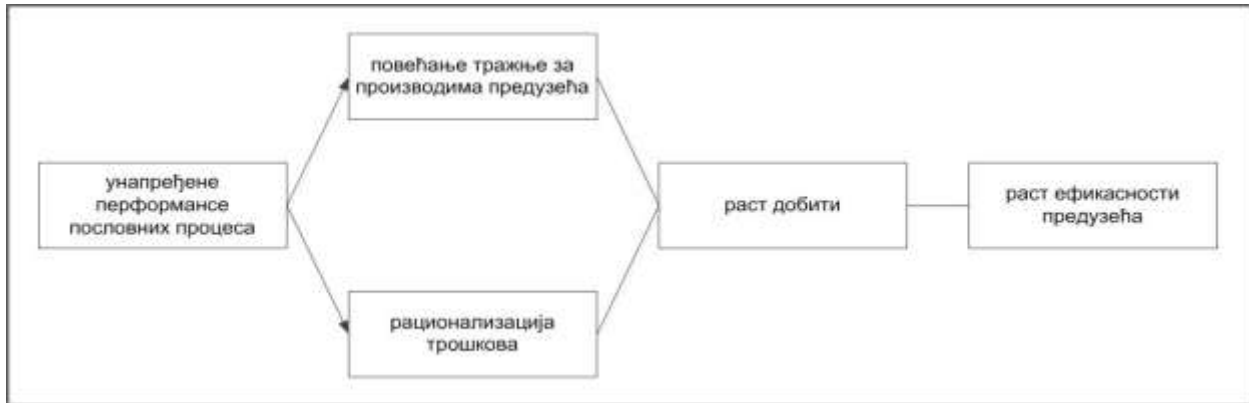 повећање тражње за
производима предузећа
унапређене
перформансе
пословних процеса
раст добити
раст ефикасности
предузећа
рационализација
трошкова